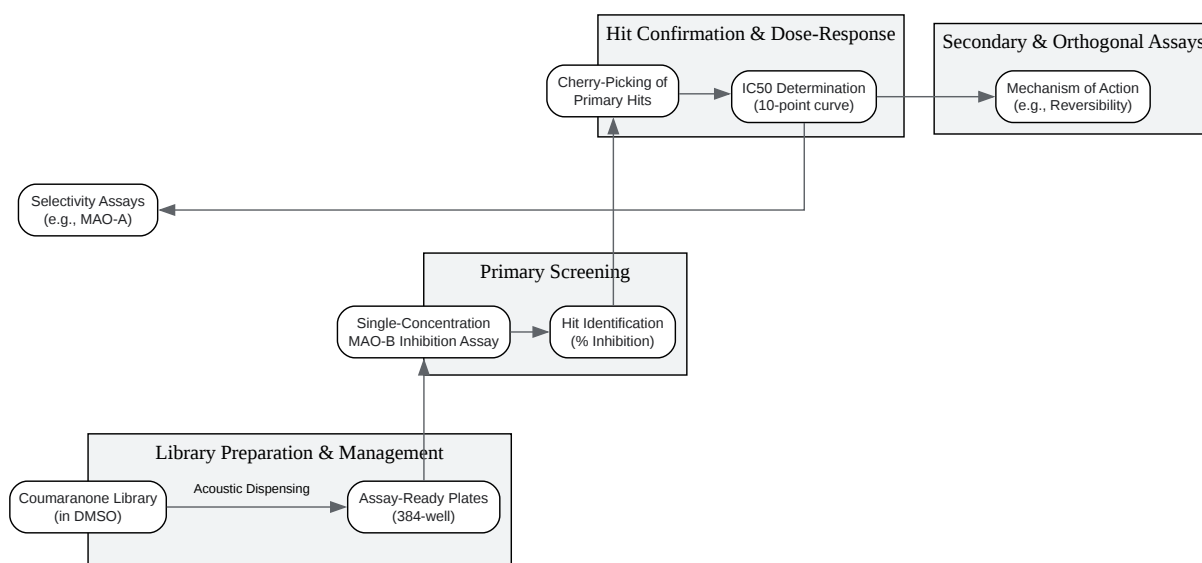 Hit Confirmation & Dose-Response
Secondary & Orthogonal Assays
Cherry-Picking of
Primary Hits
IC50 Determination
(10-point curve)
Mechanism of Action
(e.g., Reversibility)
Selectivity Assays
(e.g., MAO-A)
Primary Screening
Single-Concentration
MAO-B Inhibition Assay
Hit Identification
(% Inhibition)
Library Preparation & Management
Coumaranone Library
(in DMSO)
Acoustic Dispensing
Assay-Ready Plates
(384-well)